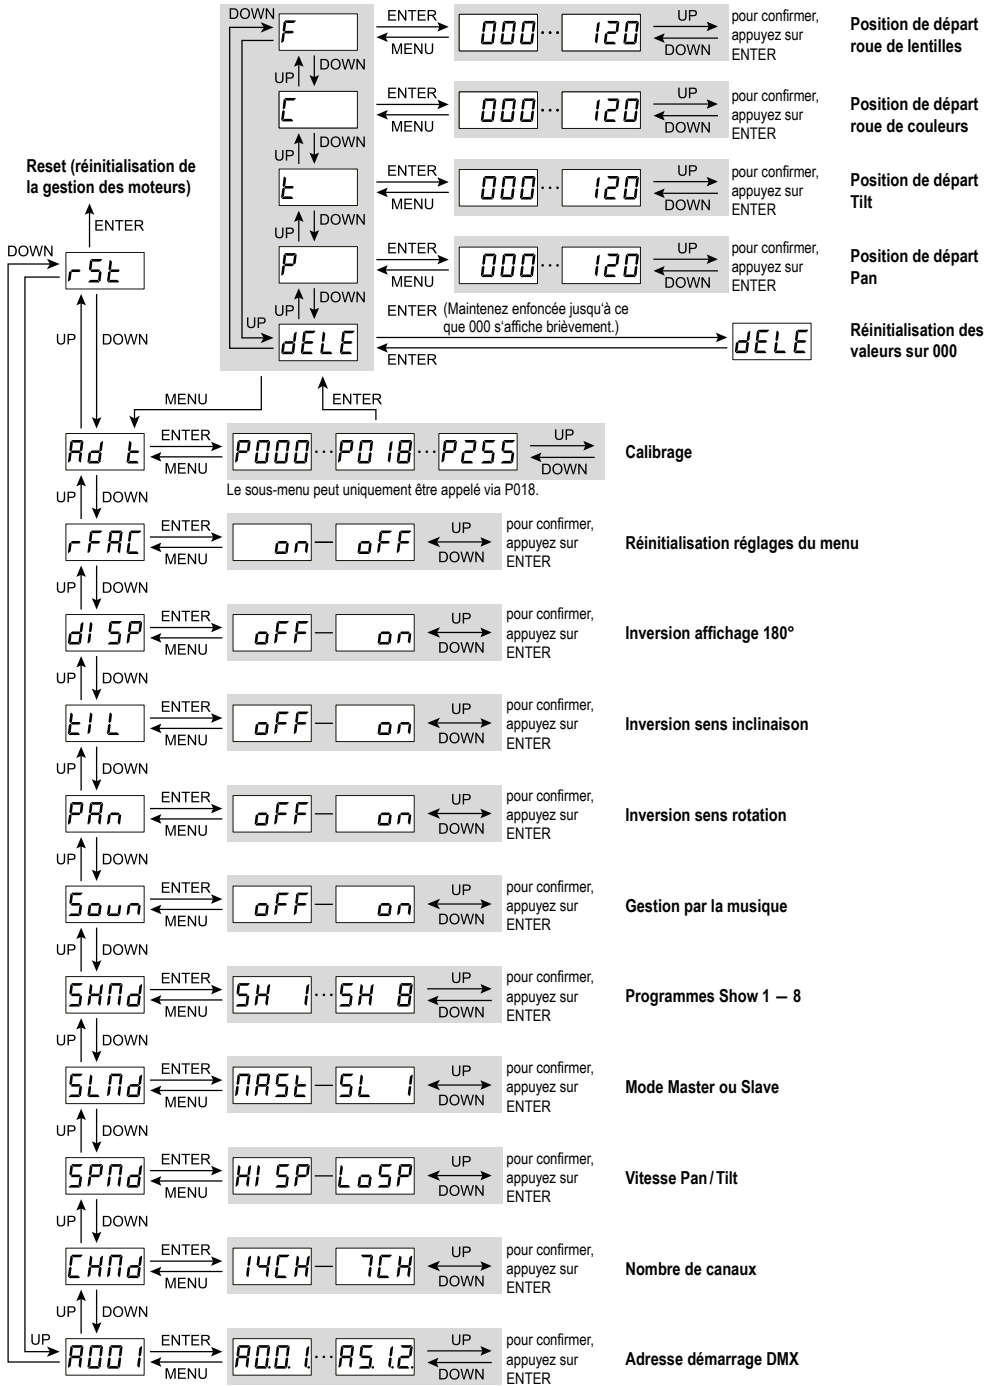 DOWN F ENTER MENU 000 ··· 120 UP DOWN pour confirmer, appuyez sur ENTER Position de départ roue de lentilles
UP DOWN
C ENTER MENU 000 ··· 120 UP DOWN pour confirmer, appuyez sur ENTER Position de départ roue de couleurs
UP DOWN
t ENTER MENU 000 ··· 120 UP DOWN pour confirmer, appuyez sur ENTER Position de départ Tilt
UP DOWN
P ENTER MENU 000 ··· 120 UP DOWN pour confirmer, appuyez sur ENTER Position de départ Pan
UP DOWN
UP dELE ENTER (Maintenez enfoncée jusqu'à ce que 000 s'affiche brièvement.) ENTER dELE Réinitialisation des valeurs sur 000
Reset (réinitialisation de
la gestion des moteurs)
ENTER
DOWN rSt
UP DOWN
MENU ENTER
Ad t ENTER MENU P000 ··· P018 ··· P255 UP DOWN Calibrage
Le sous-menu peut uniquement être appelé via P018.
UP DOWN
rFAC ENTER MENU on — oFF UP DOWN pour confirmer, appuyez sur ENTER Réinitialisation réglages du menu
UP DOWN
dISP ENTER MENU oFF — on UP DOWN pour confirmer, appuyez sur ENTER Inversion affichage 180°
UP DOWN
tIL ENTER MENU oFF — on UP DOWN pour confirmer, appuyez sur ENTER Inversion sens inclinaison
UP DOWN
PAn ENTER MENU oFF — on UP DOWN pour confirmer, appuyez sur ENTER Inversion sens rotation
UP DOWN
Soun ENTER MENU oFF — on UP DOWN pour confirmer, appuyez sur ENTER Gestion par la musique
UP DOWN
SHMd ENTER MENU SH 1 ··· SH 8 UP DOWN pour confirmer, appuyez sur ENTER Programmes Show 1 – 8
UP DOWN
SLMd ENTER MENU MASt — SL 1 UP DOWN pour confirmer, appuyez sur ENTER Mode Master ou Slave
UP DOWN
SPMd ENTER MENU HISP — LoSP UP DOWN pour confirmer, appuyez sur ENTER Vitesse Pan / Tilt
UP DOWN
CHMd ENTER MENU 14CH — 7CH UP DOWN pour confirmer, appuyez sur ENTER Nombre de canaux
UP DOWN
UP A001 ENTER MENU A0.0.1. ··· A5.1.2. UP DOWN pour confirmer, appuyez sur ENTER Adresse démarrage DMX